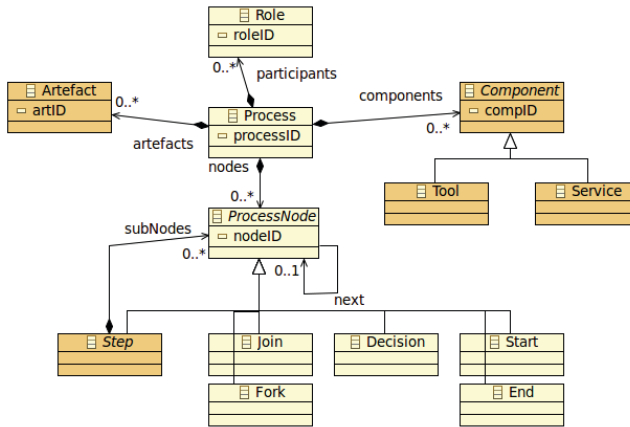 Role
roleID
0..*
participants
Artefact
artID
0..*
artefacts
Process
processID
components
0..*
Component
compID
nodes
0..*
Tool
Service
ProcessNode
nodeID
subNodes
0..*
0..1
next
Step
Join
Decision
Start
Fork
End